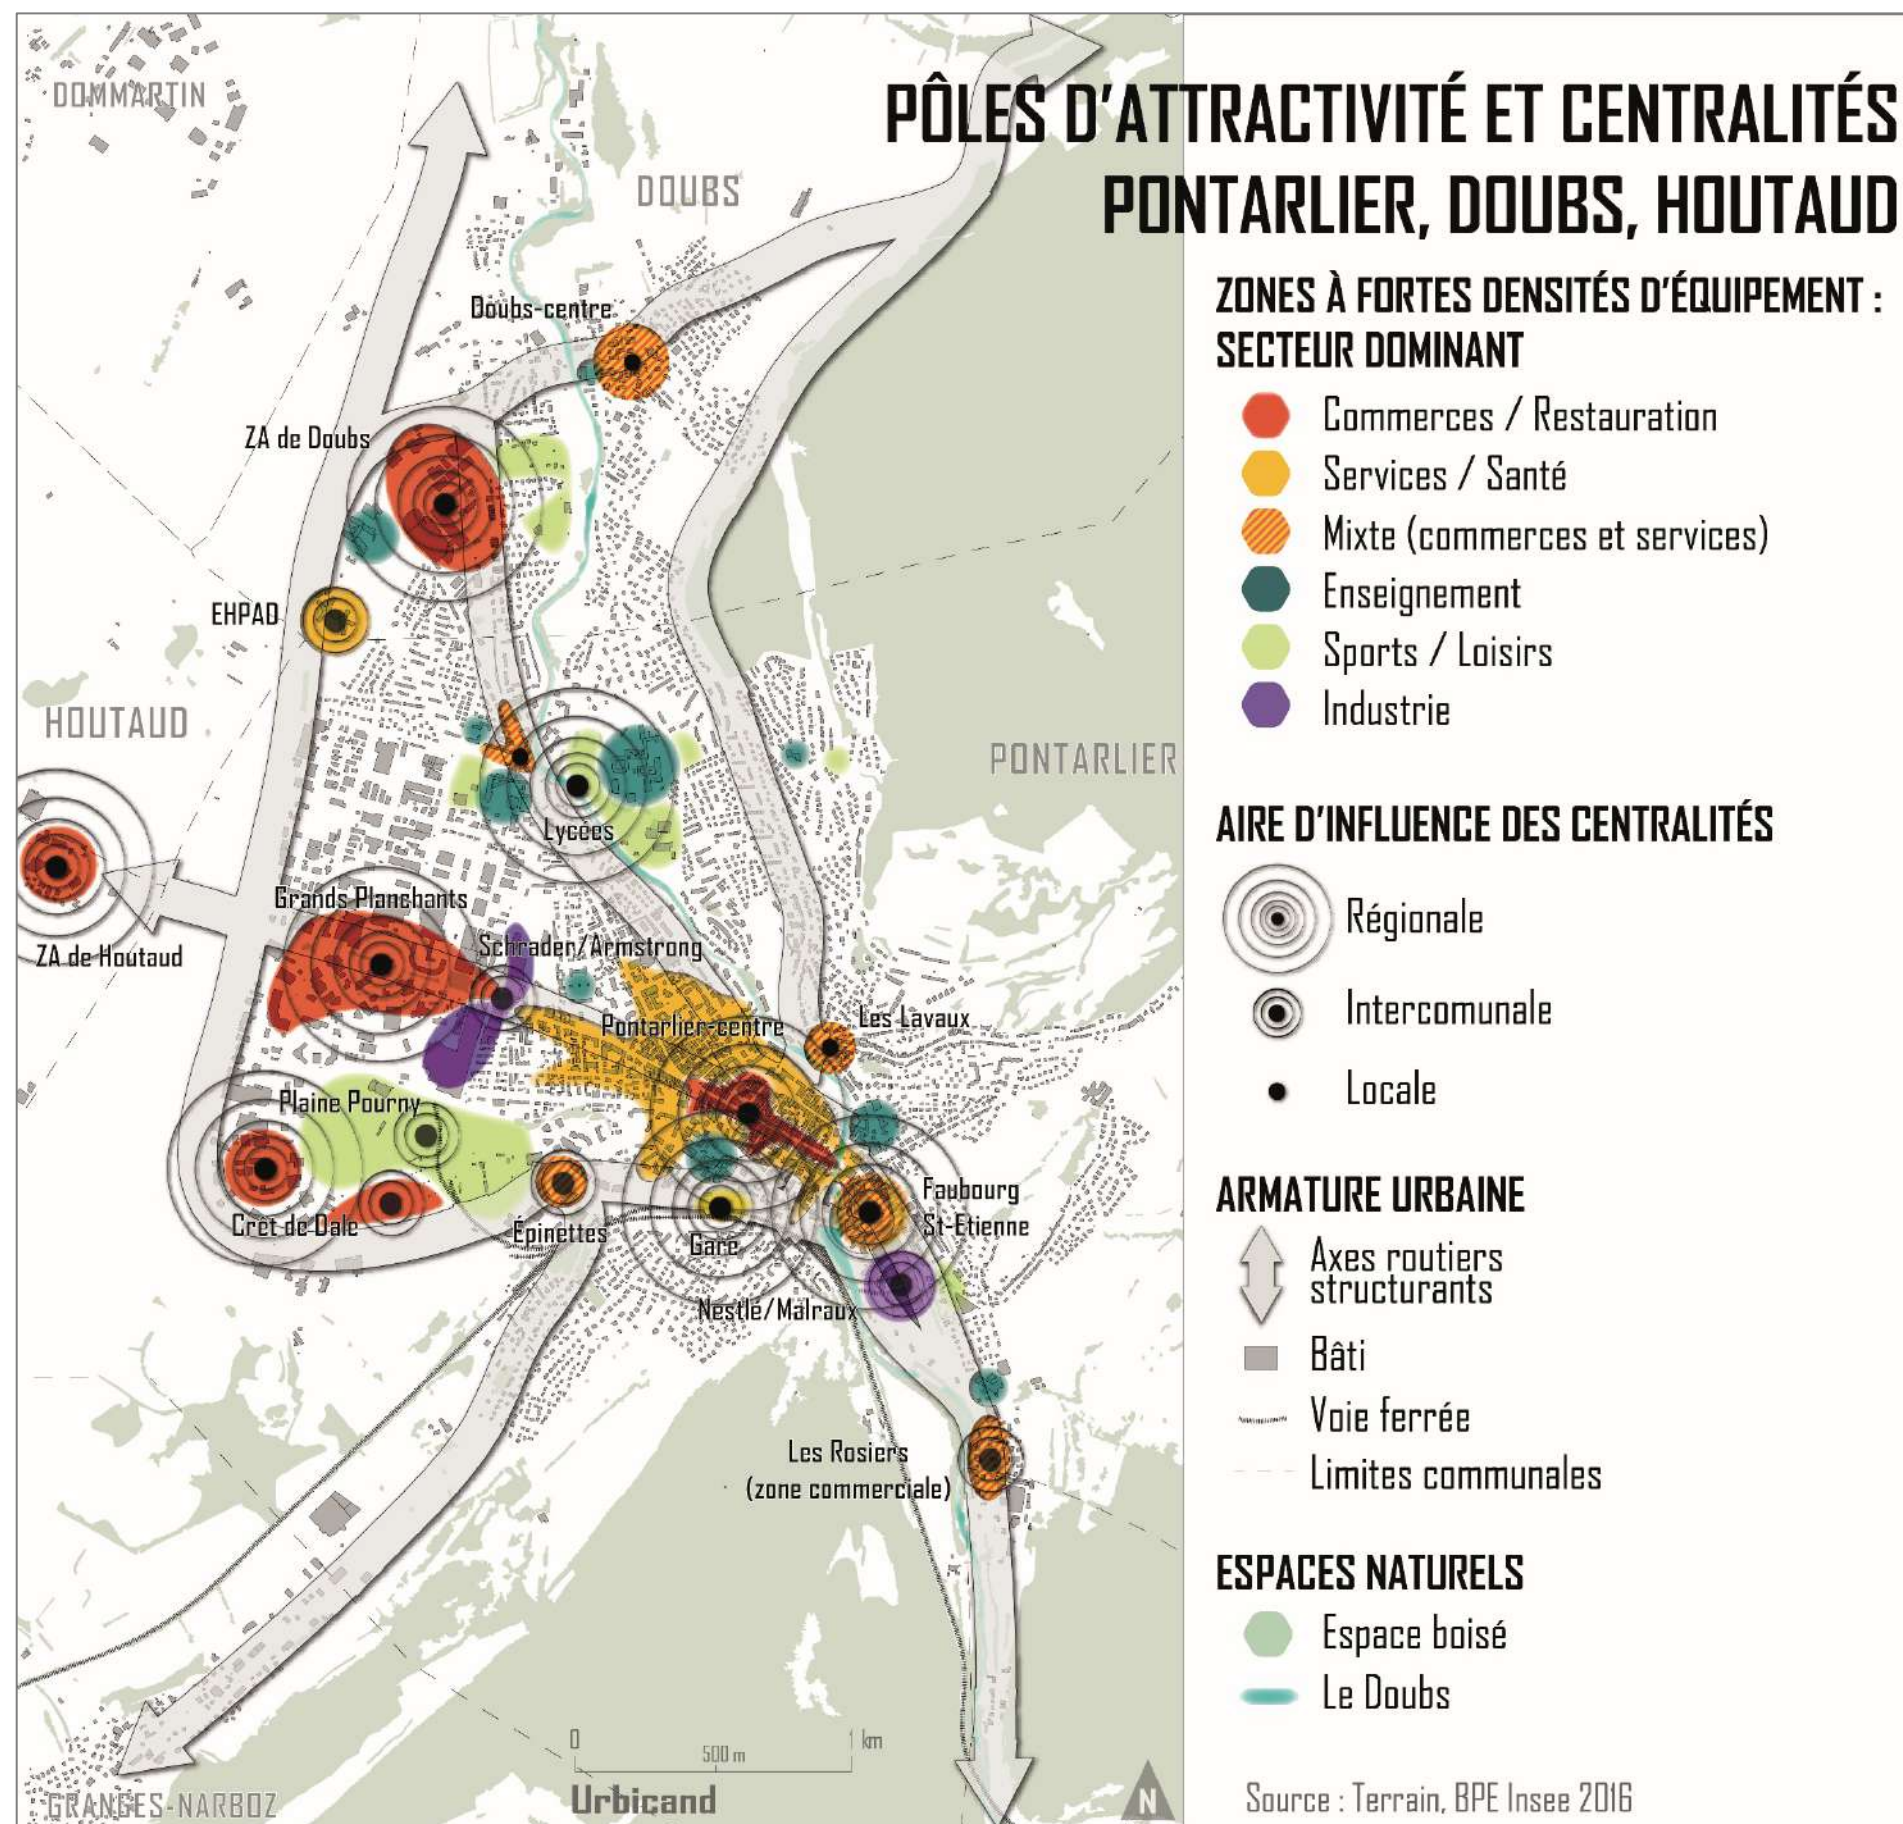 PÔLES D'ATTRACTIVITÉ ET CENTRALITÉS
PONTARLIER, DOUBS, HOUTAUD
ZONES À FORTES DENSITÉS D'ÉQUIPEMENT :
SECTEUR DOMINANT
Commerces / Restauration
Services / Santé
Mixte (commerces et services)
Enseignement
Sports / Loisirs
Industrie
AIRE D'INFLUENCE DES CENTRALITÉS
Régionale
Intercomunale
Locale
ARMATURE URBAINE
Axes routiers
structurants
Bâti
Voie ferrée
Limites communales
ESPACES NATURELS
Espace boisé
Le Doubs
Source : Terrain, BPE Insee 2016
DOMMARTIN
DOUBS
Doubs-centre
ZA de Doubs
EHPAD
HOUTAUD
PONTARLIER
Lycées
Grands Planchants
Schrader/Armstrong
ZA de Houtaud
Pontarlier-centre
Les Lavaux
Plaine Pourny
Crêt de Dale
Épinettes
Gare
Faubourg
St-Etienne
Nestlé/Malraux
Les Rosiers
(zone commerciale)
0
500 m
1 km
Urbicand
N
GRANGES-NARBOZ